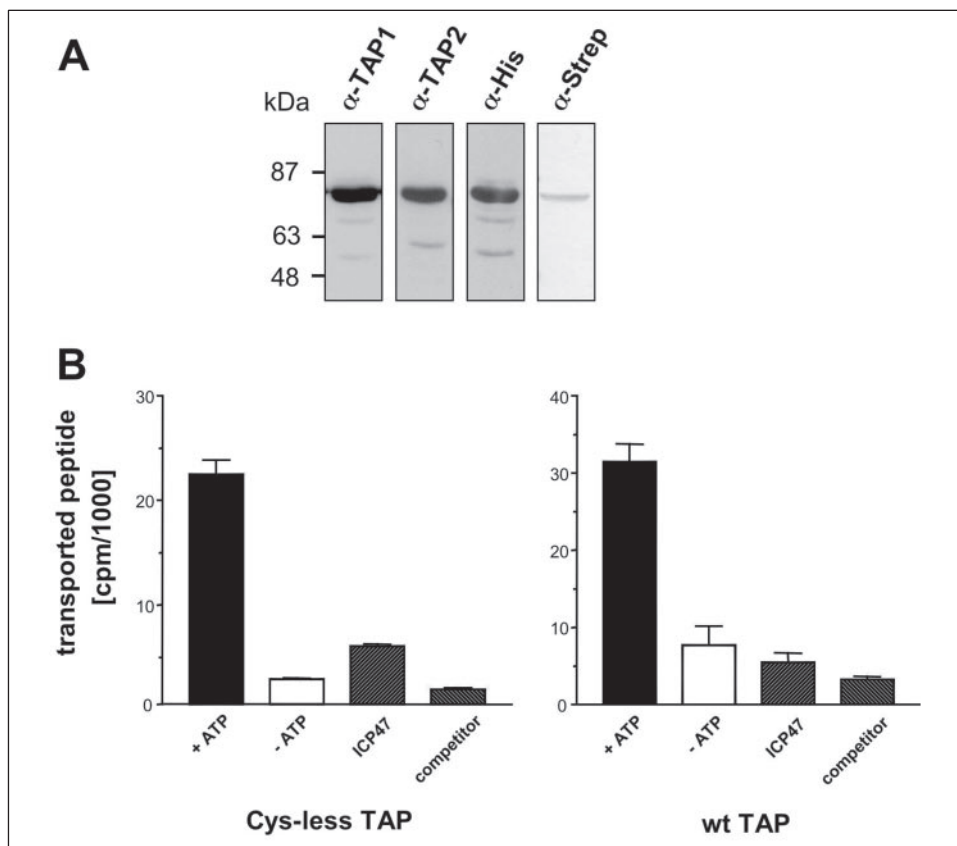 A
α-TAP1
α-TAP2
α-His
α-Strep
kDa
87
63
48
B
transported peptide
[cpm/1000]
30
20
10
0
+ ATP
- ATP
ICP47
competitor
Cys-less TAP
40
30
20
10
0
+ ATP
- ATP
ICP47
competitor
wt TAP